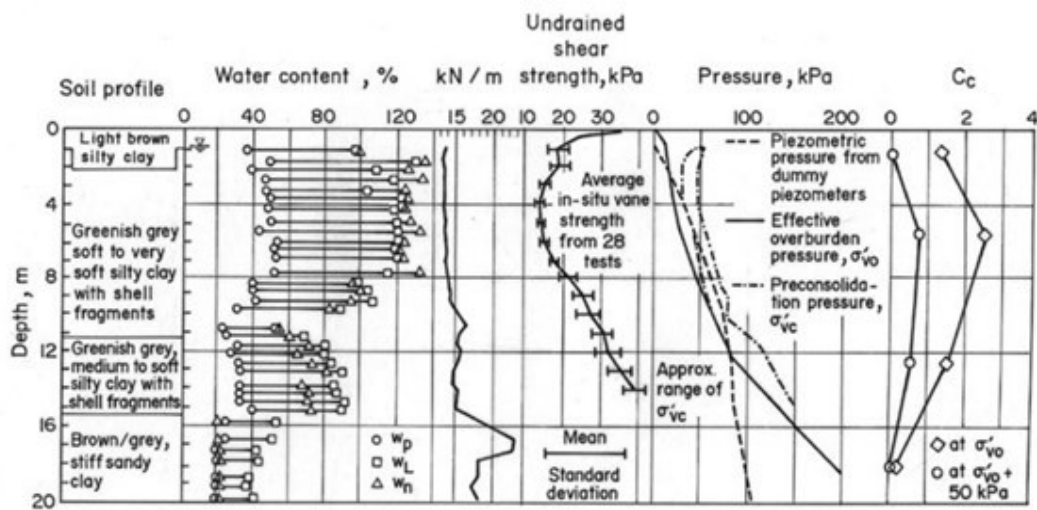 Undrained
shear
Water content , %
kN / m
strength, kPa
Pressure , kPa
Cc
Soil profile
0 40 80 120
15 20
10 20 30
0 50 100 200
0 2 4
Depth , m
0
4
8
12
16
20
Light brown
silty clay
Greenish grey
soft to very
soft silty clay
with shell
fragments
Greenish grey,
medium to soft
silty clay with
shell fragments
Brown/grey,
stiff sandy
clay
wp
wL
wn
Average
in-situ vane
strength
from 28
tests
Mean
Standard
deviation
Piezometric
pressure from
dummy
piezometers
Effective
overburden
pressure, σ'vo
Preconsolida-
tion pressure,
σ'vc
Approx.
range of
σ'vc
at σ'vo
at σ'vo +
50 kPa